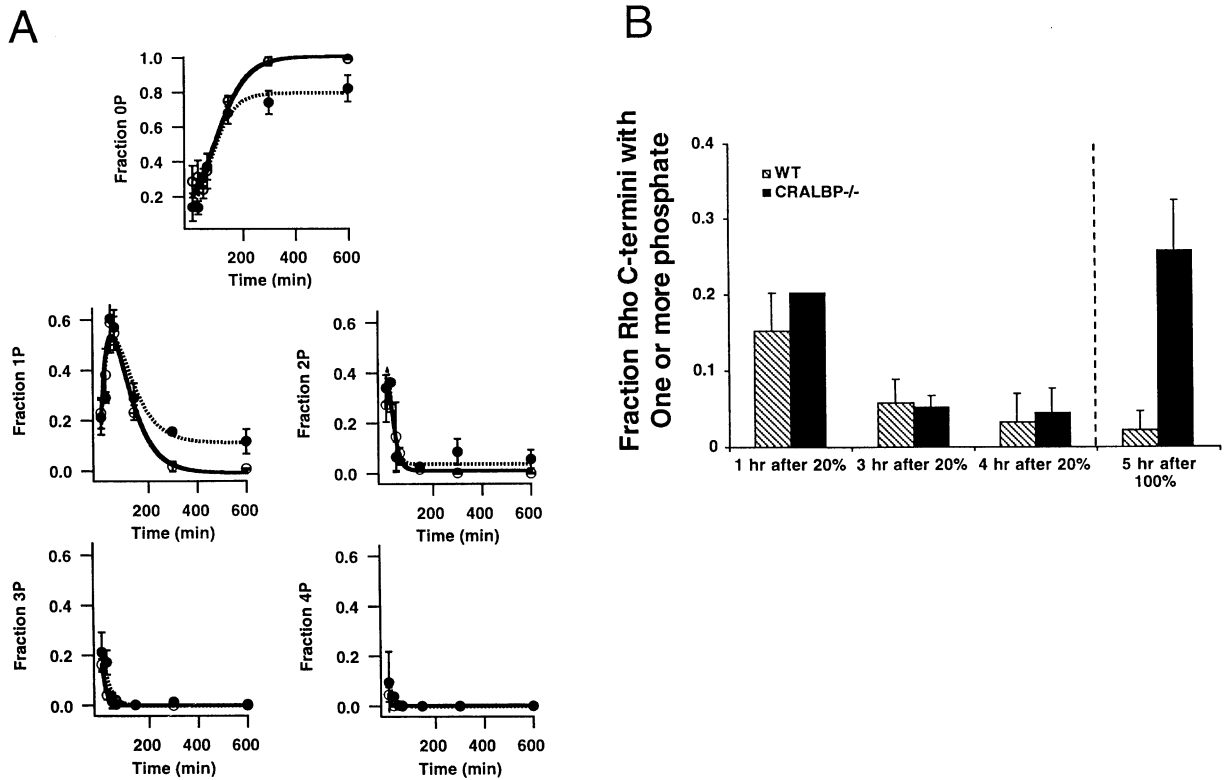 A
1.0
0.8
0.6
0.4
0.2
Fraction 0P
200 400 600
Time (min)
0.6
0.4
0.2
0.0
Fraction 1P
200 400 600
Time (min)
0.6
0.4
0.2
0.0
Fraction 2P
200 400 600
Time (min)
0.6
0.4
0.2
0.0
Fraction 3P
200 400 600
Time (min)
0.6
0.4
0.2
0.0
Fraction 4P
200 400 600
Time (min)
B
Fraction Rho C-termini with
One or more phosphate
0.4
0.3
0.2
0.1
0
WT
CRALBP-/-
1 hr after 20% 3 hr after 20% 4 hr after 20% 5 hr after
100%